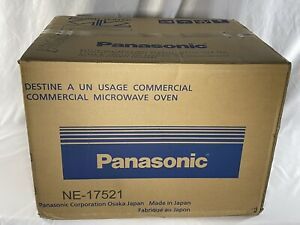 Panasonic
DESTINE A UN USAGE COMMERCIAL
COMMERCIAL MICROWAVE OVEN
Panasonic
NE-17521
Panasonic Corporation Osaka Japan Made in Japan
Fabriqué au Japon